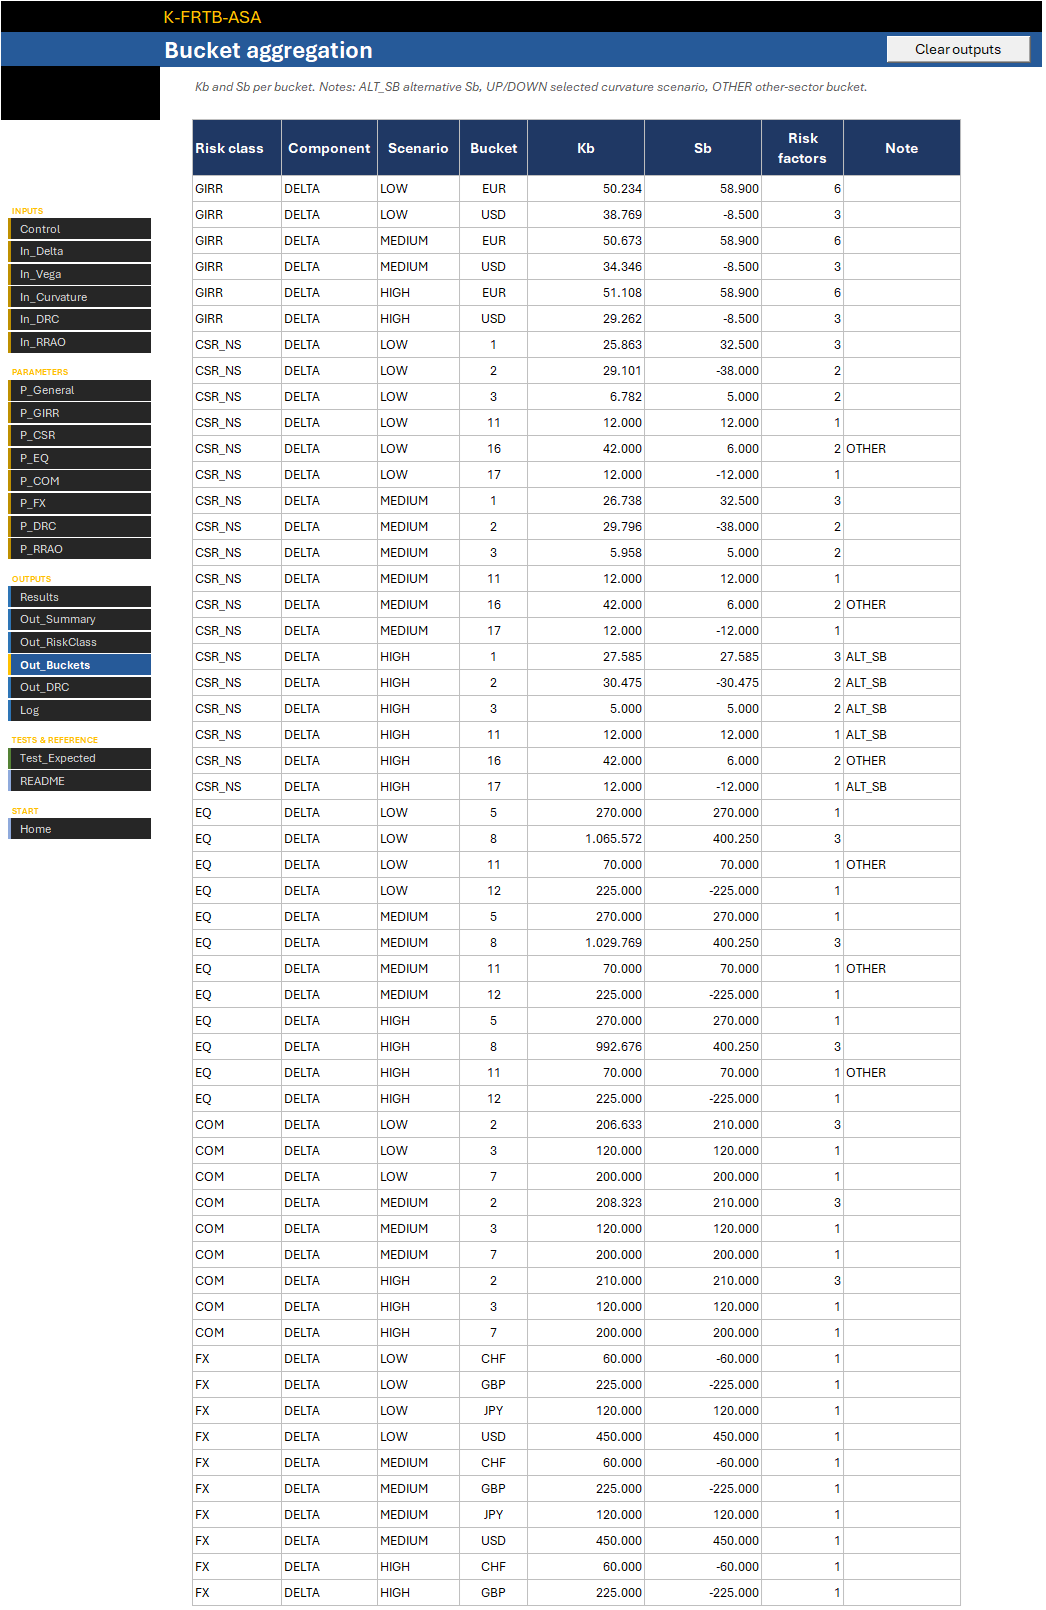 K-FRTB-ASA
Bucket aggregation
Clear outputs
Kb and Sb per bucket. Notes: ALT_SB alternative Sb, UP/DOWN selected curvature scenario, OTHER other-sector bucket.
INPUTS
Control
In_Delta
In_Vega
In_Curvature
In_DRC
In_RRAO
PARAMETERS
P_General
P_GIRR
P_CSR
P_EQ
P_COM
P_FX
P_DRC
P_RRAO
OUTPUTS
Results
Out_Summary
Out_RiskClass
Out_Buckets
Out_DRC
Log
TESTS & REFERENCE
Test_Expected
README
START
Home
Risk class Component Scenario Bucket Kb Sb Risk factors Note
GIRR DELTA LOW EUR 50.234 58.900 6
GIRR DELTA LOW USD 38.769 -8.500 3
GIRR DELTA MEDIUM EUR 50.673 58.900 6
GIRR DELTA MEDIUM USD 34.346 -8.500 3
GIRR DELTA HIGH EUR 51.108 58.900 6
GIRR DELTA HIGH USD 29.262 -8.500 3
CSR_NS DELTA LOW 1 25.863 32.500 3
CSR_NS DELTA LOW 2 29.101 -38.000 2
CSR_NS DELTA LOW 3 6.782 5.000 2
CSR_NS DELTA LOW 11 12.000 12.000 1
CSR_NS DELTA LOW 16 42.000 6.000 2 OTHER
CSR_NS DELTA LOW 17 12.000 -12.000 1
CSR_NS DELTA MEDIUM 1 26.738 32.500 3
CSR_NS DELTA MEDIUM 2 29.796 -38.000 2
CSR_NS DELTA MEDIUM 3 5.958 5.000 2
CSR_NS DELTA MEDIUM 11 12.000 12.000 1
CSR_NS DELTA MEDIUM 16 42.000 6.000 2 OTHER
CSR_NS DELTA MEDIUM 17 12.000 -12.000 1
CSR_NS DELTA HIGH 1 27.585 27.585 3 ALT_SB
CSR_NS DELTA HIGH 2 30.475 -30.475 2 ALT_SB
CSR_NS DELTA HIGH 3 5.000 5.000 2 ALT_SB
CSR_NS DELTA HIGH 11 12.000 12.000 1 ALT_SB
CSR_NS DELTA HIGH 16 42.000 6.000 2 OTHER
CSR_NS DELTA HIGH 17 12.000 -12.000 1 ALT_SB
EQ DELTA LOW 5 270.000 270.000 1
EQ DELTA LOW 8 1.065.572 400.250 3
EQ DELTA LOW 11 70.000 70.000 1 OTHER
EQ DELTA LOW 12 225.000 -225.000 1
EQ DELTA MEDIUM 5 270.000 270.000 1
EQ DELTA MEDIUM 8 1.029.769 400.250 3
EQ DELTA MEDIUM 11 70.000 70.000 1 OTHER
EQ DELTA MEDIUM 12 225.000 -225.000 1
EQ DELTA HIGH 5 270.000 270.000 1
EQ DELTA HIGH 8 992.676 400.250 3
EQ DELTA HIGH 11 70.000 70.000 1 OTHER
EQ DELTA HIGH 12 225.000 -225.000 1
COM DELTA LOW 2 206.633 210.000 3
COM DELTA LOW 3 120.000 120.000 1
COM DELTA LOW 7 200.000 200.000 1
COM DELTA MEDIUM 2 208.323 210.000 3
COM DELTA MEDIUM 3 120.000 120.000 1
COM DELTA MEDIUM 7 200.000 200.000 1
COM DELTA HIGH 2 210.000 210.000 3
COM DELTA HIGH 3 120.000 120.000 1
COM DELTA HIGH 7 200.000 200.000 1
FX DELTA LOW CHF 60.000 -60.000 1
FX DELTA LOW GBP 225.000 -225.000 1
FX DELTA LOW JPY 120.000 120.000 1
FX DELTA LOW USD 450.000 450.000 1
FX DELTA MEDIUM CHF 60.000 -60.000 1
FX DELTA MEDIUM GBP 225.000 -225.000 1
FX DELTA MEDIUM JPY 120.000 120.000 1
FX DELTA MEDIUM USD 450.000 450.000 1
FX DELTA HIGH CHF 60.000 -60.000 1
FX DELTA HIGH GBP 225.000 -225.000 1